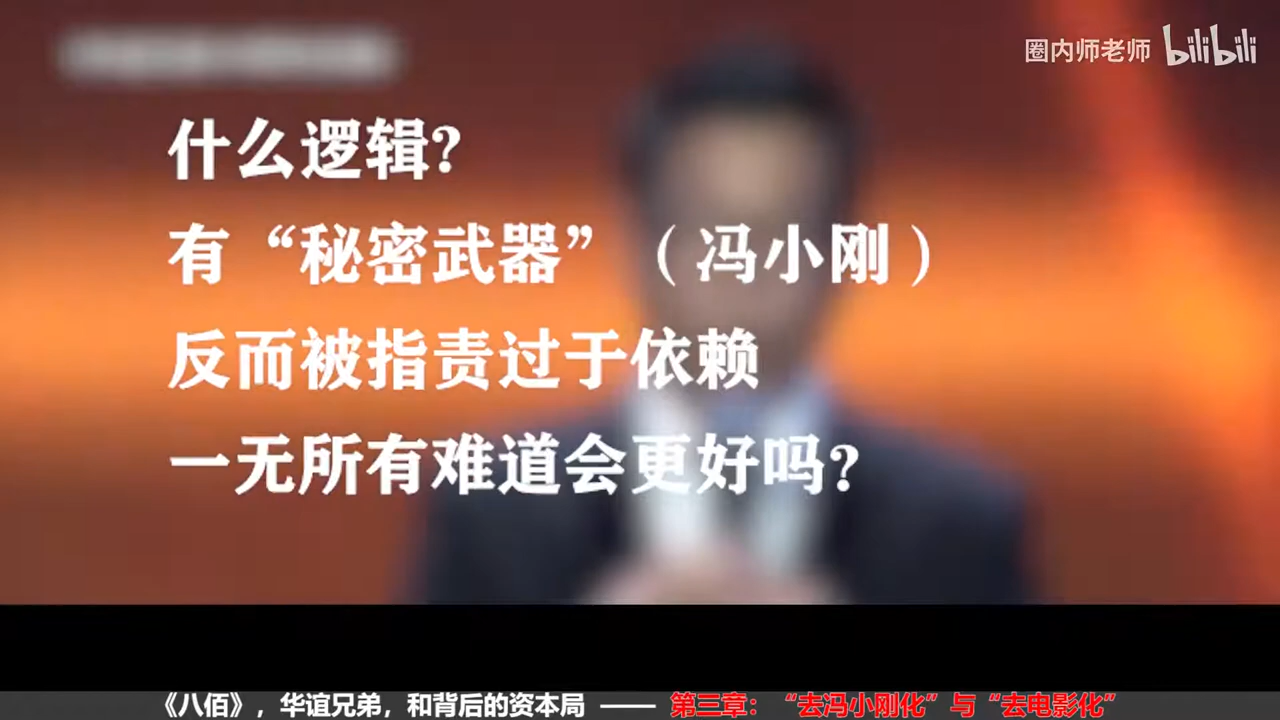 圈内师老师 bilibili
什么逻辑？
有“秘密武器”（冯小刚）
反而被指责过于依赖
一无所有难道会更好吗？
《八佰》，华谊兄弟，和背后的资本局 —— 第三章：“去冯小刚化”与“去电影化”